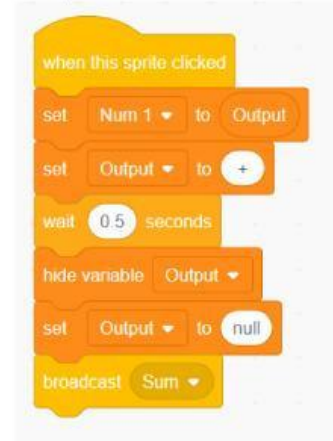 when this sprite clicked
set Num 1 to Output
set Output to +
wait 0.5 seconds
hide variable Output
set Output to null
broadcast Sum